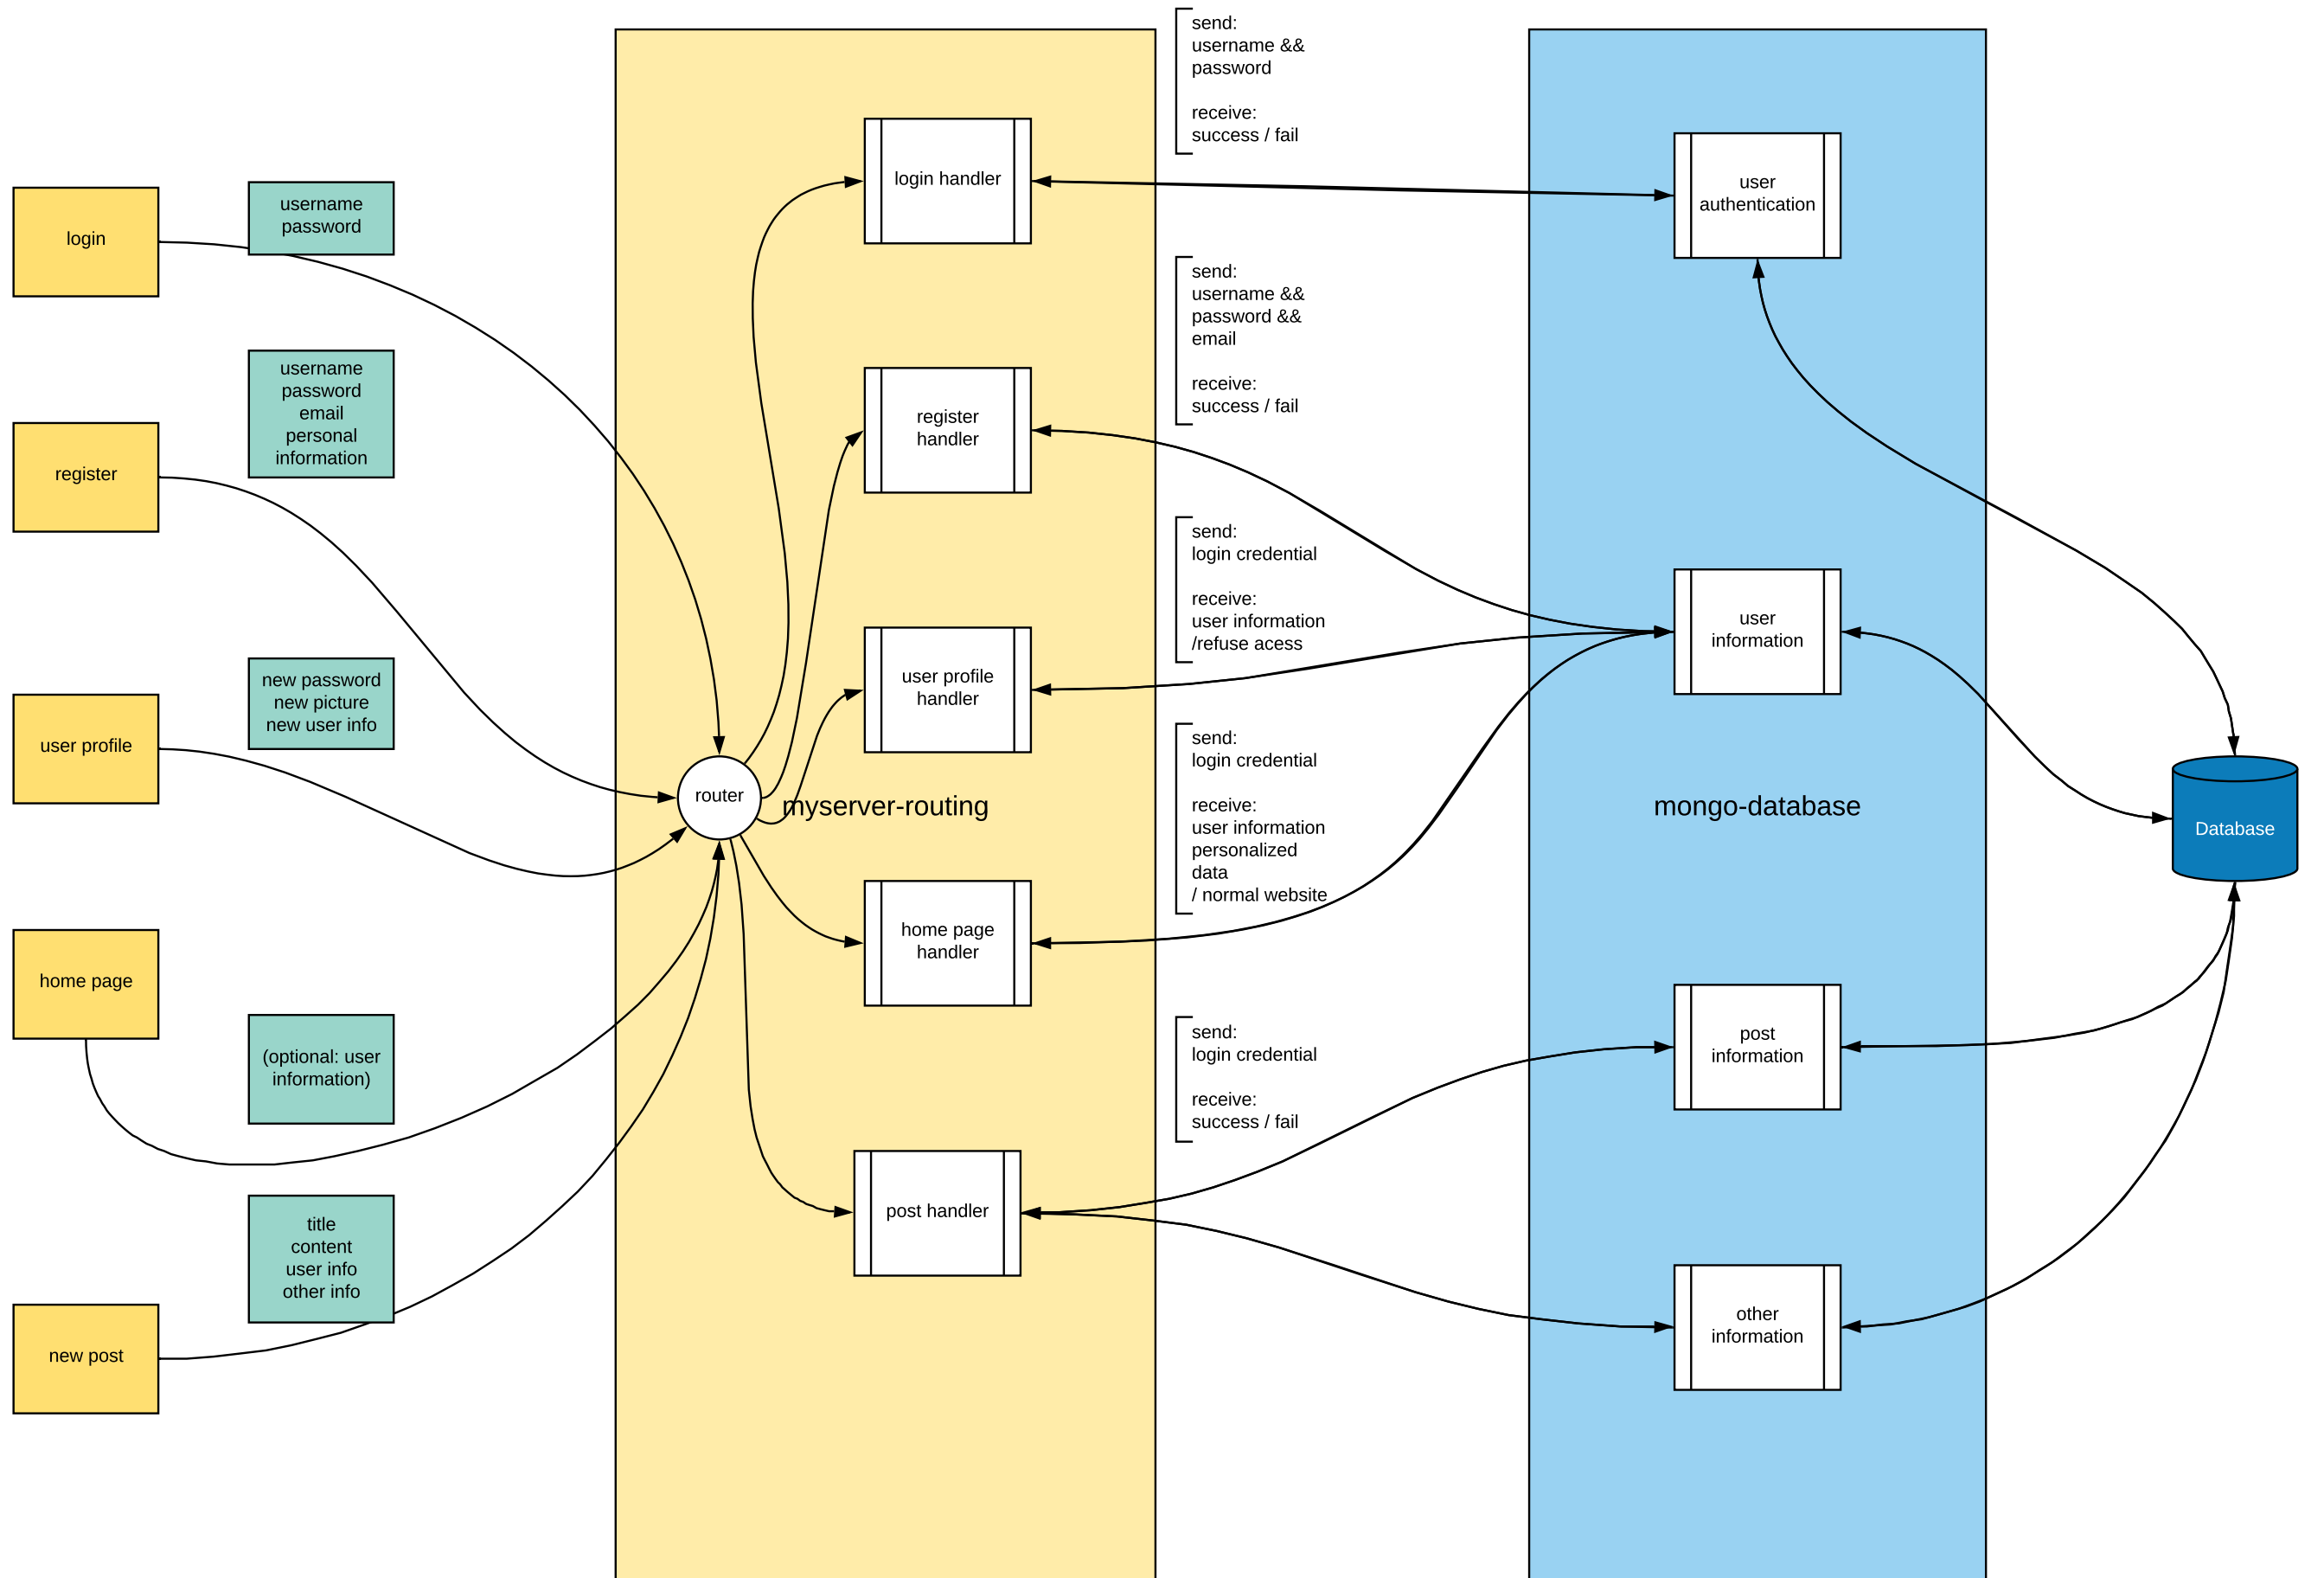 login
register
user profile
home page
new post
username
password
username
password
email
personal
information
new password
new picture
new user info
(optional: user
information)
title
content
user info
other info
router
myserver-routing
login handler
register
handler
user profile
handler
home page
handler
post handler
send:
username &&
password
receive:
success / fail
send:
username &&
password &&
email
receive:
success / fail
send:
login credential
receive:
user information
/refuse acess
send:
login credential
receive:
user information
personalized
data
/ normal website
send:
login credential
receive:
success / fail
mongo-database
user
authentication
user
information
post
information
other
information
Database